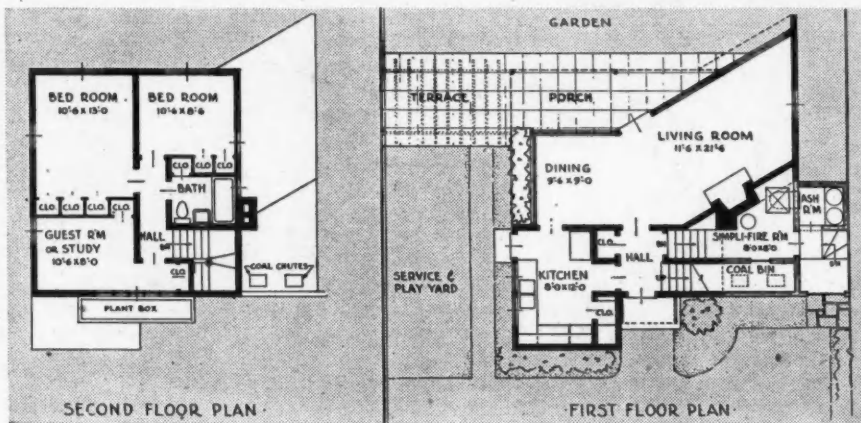 BED ROOM
10'-6 X 13'-0
BED ROOM
10'-6 X 8'-6
CLO.
CLO.
CLO.
BATH
CLO.
CLO.
CLO.
CLO.
GUEST R'M
OR STUDY
10'-6 X 8'-0
HALL
DN
CLO.
COAL CHUTES
PLANT BOX
SECOND FLOOR PLAN
GARDEN
TERRACE
PORCH
LIVING ROOM
11'-6 X 21'-6
DINING
9'-6 X 9'-0
ASH
R'M
SIMPLI-FIRE R'M
8'-0 X 8'-0
CLO.
HALL
COAL BIN
KITCHEN
8'-0 X 12'-0
SERVICE &
PLAY YARD
CLO.
FIRST FLOOR PLAN